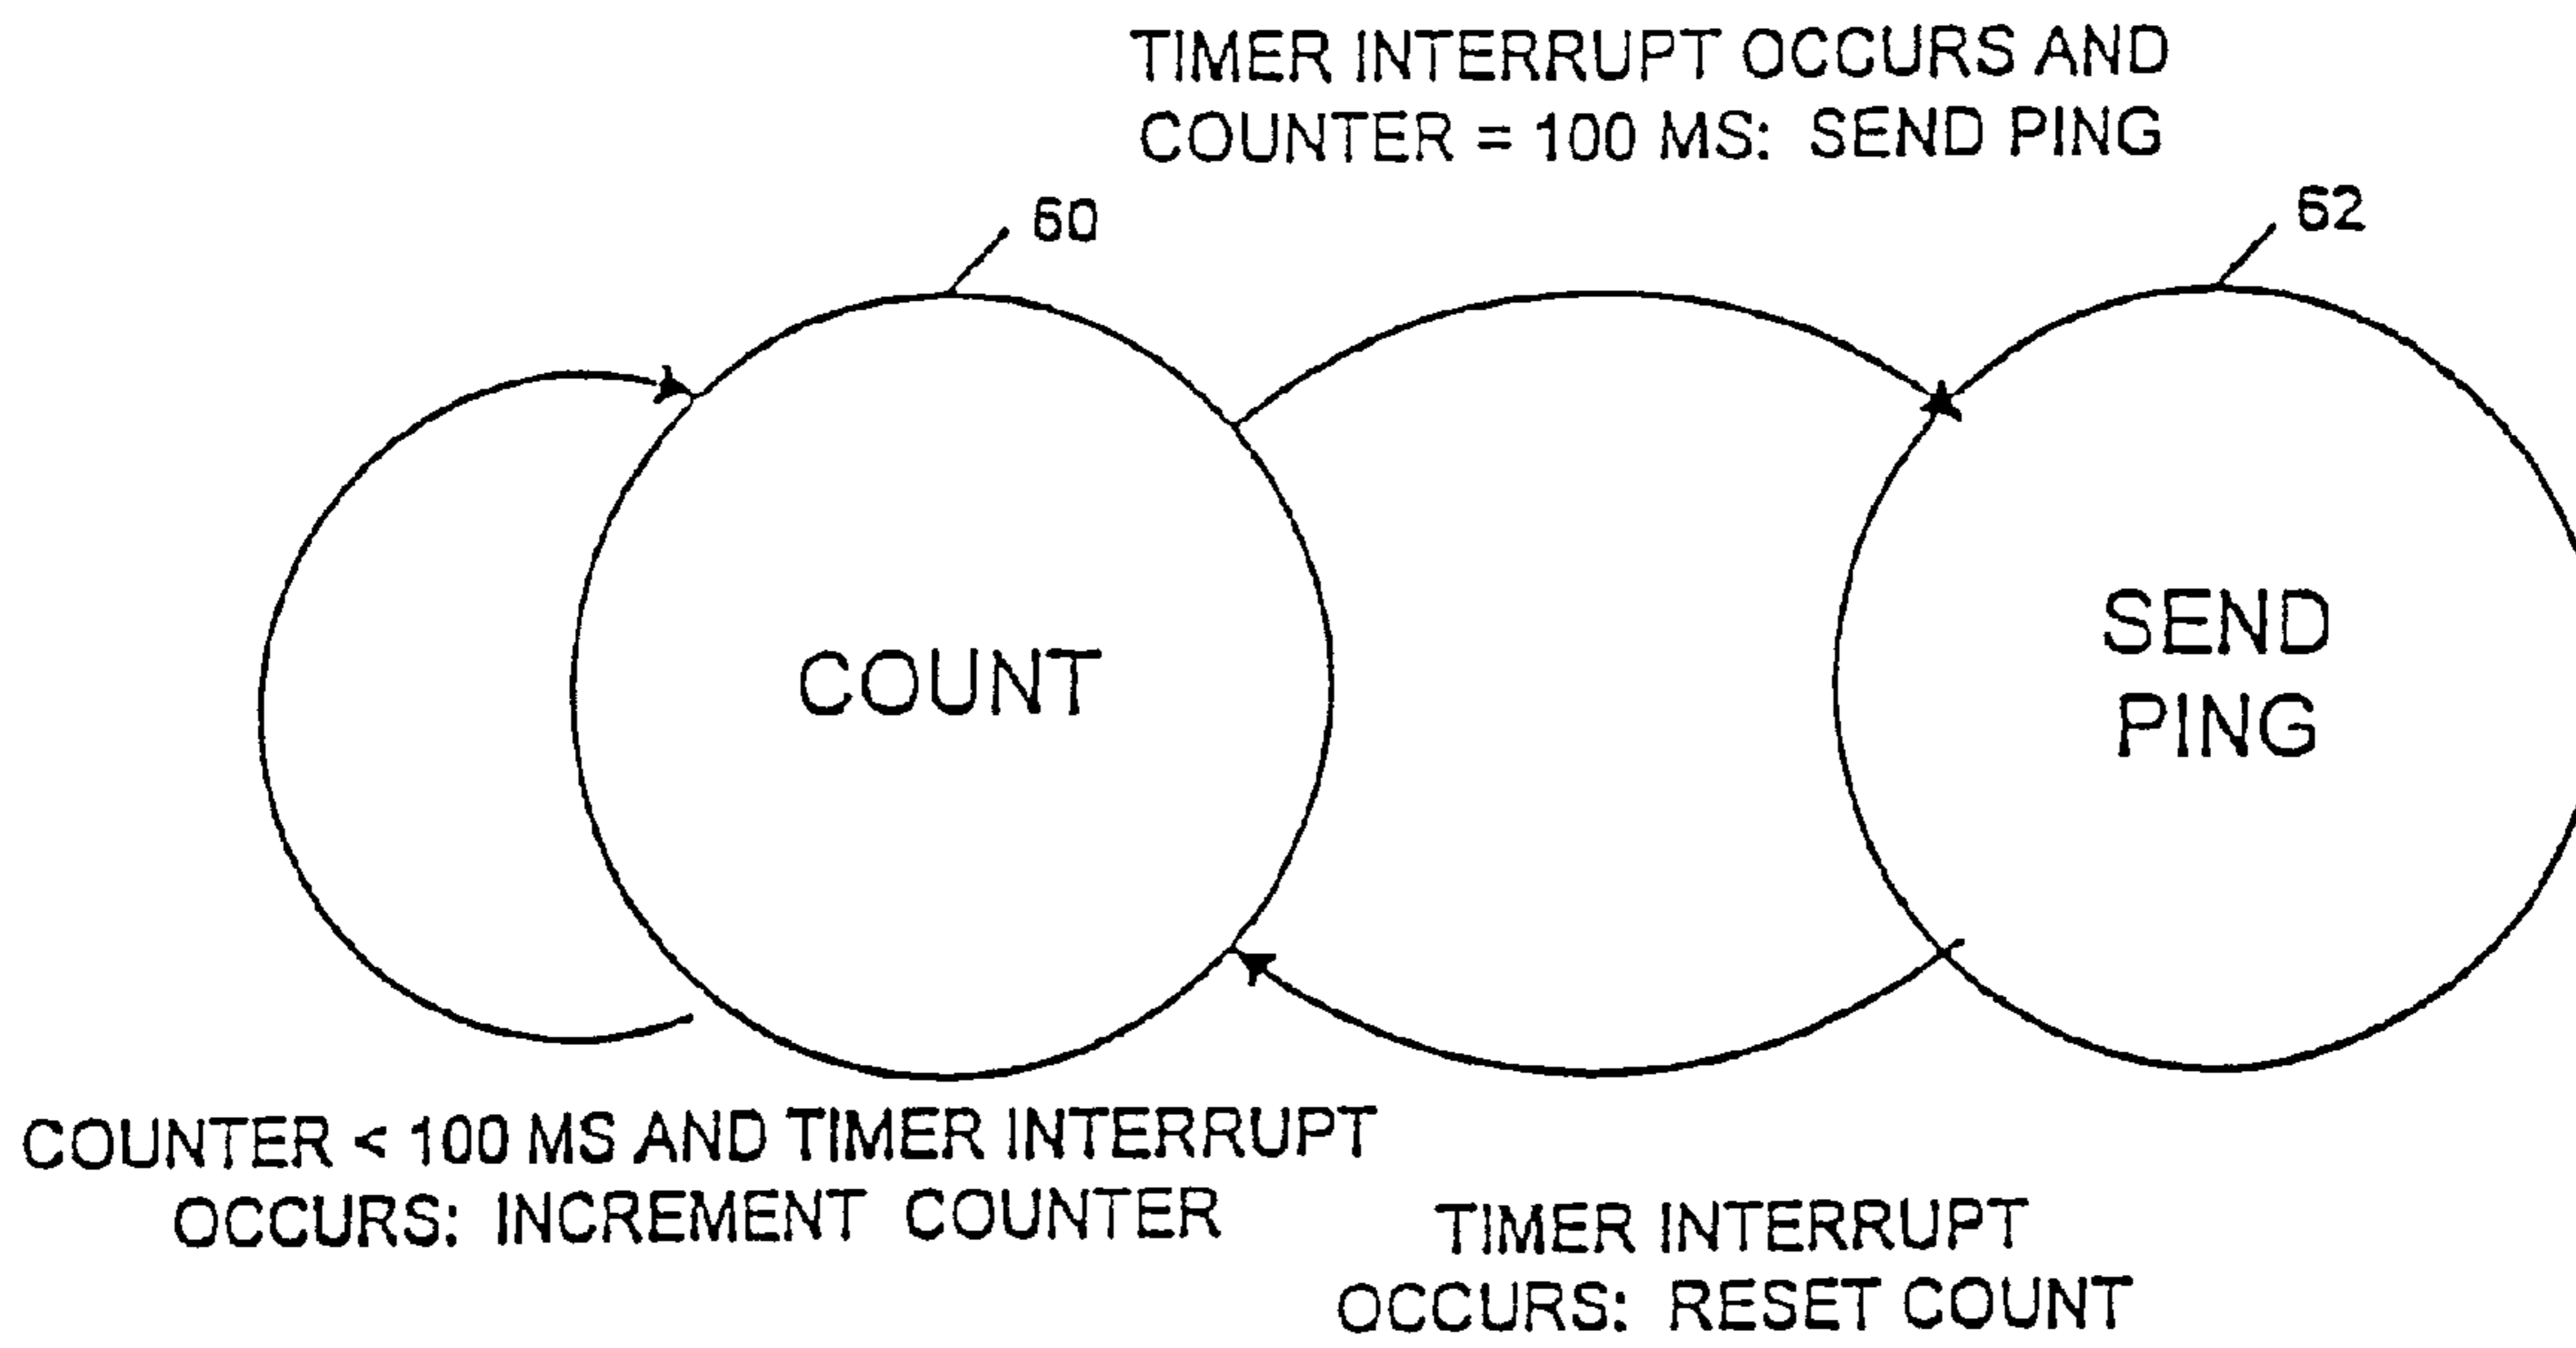 TIMER INTERRUPT OCCURS AND
COUNTER = 100 MS: SEND PING
60
62
COUNT
SEND
PING
COUNTER < 100 MS AND TIMER INTERRUPT
OCCURS: INCREMENT COUNTER
TIMER INTERRUPT
OCCURS: RESET COUNT